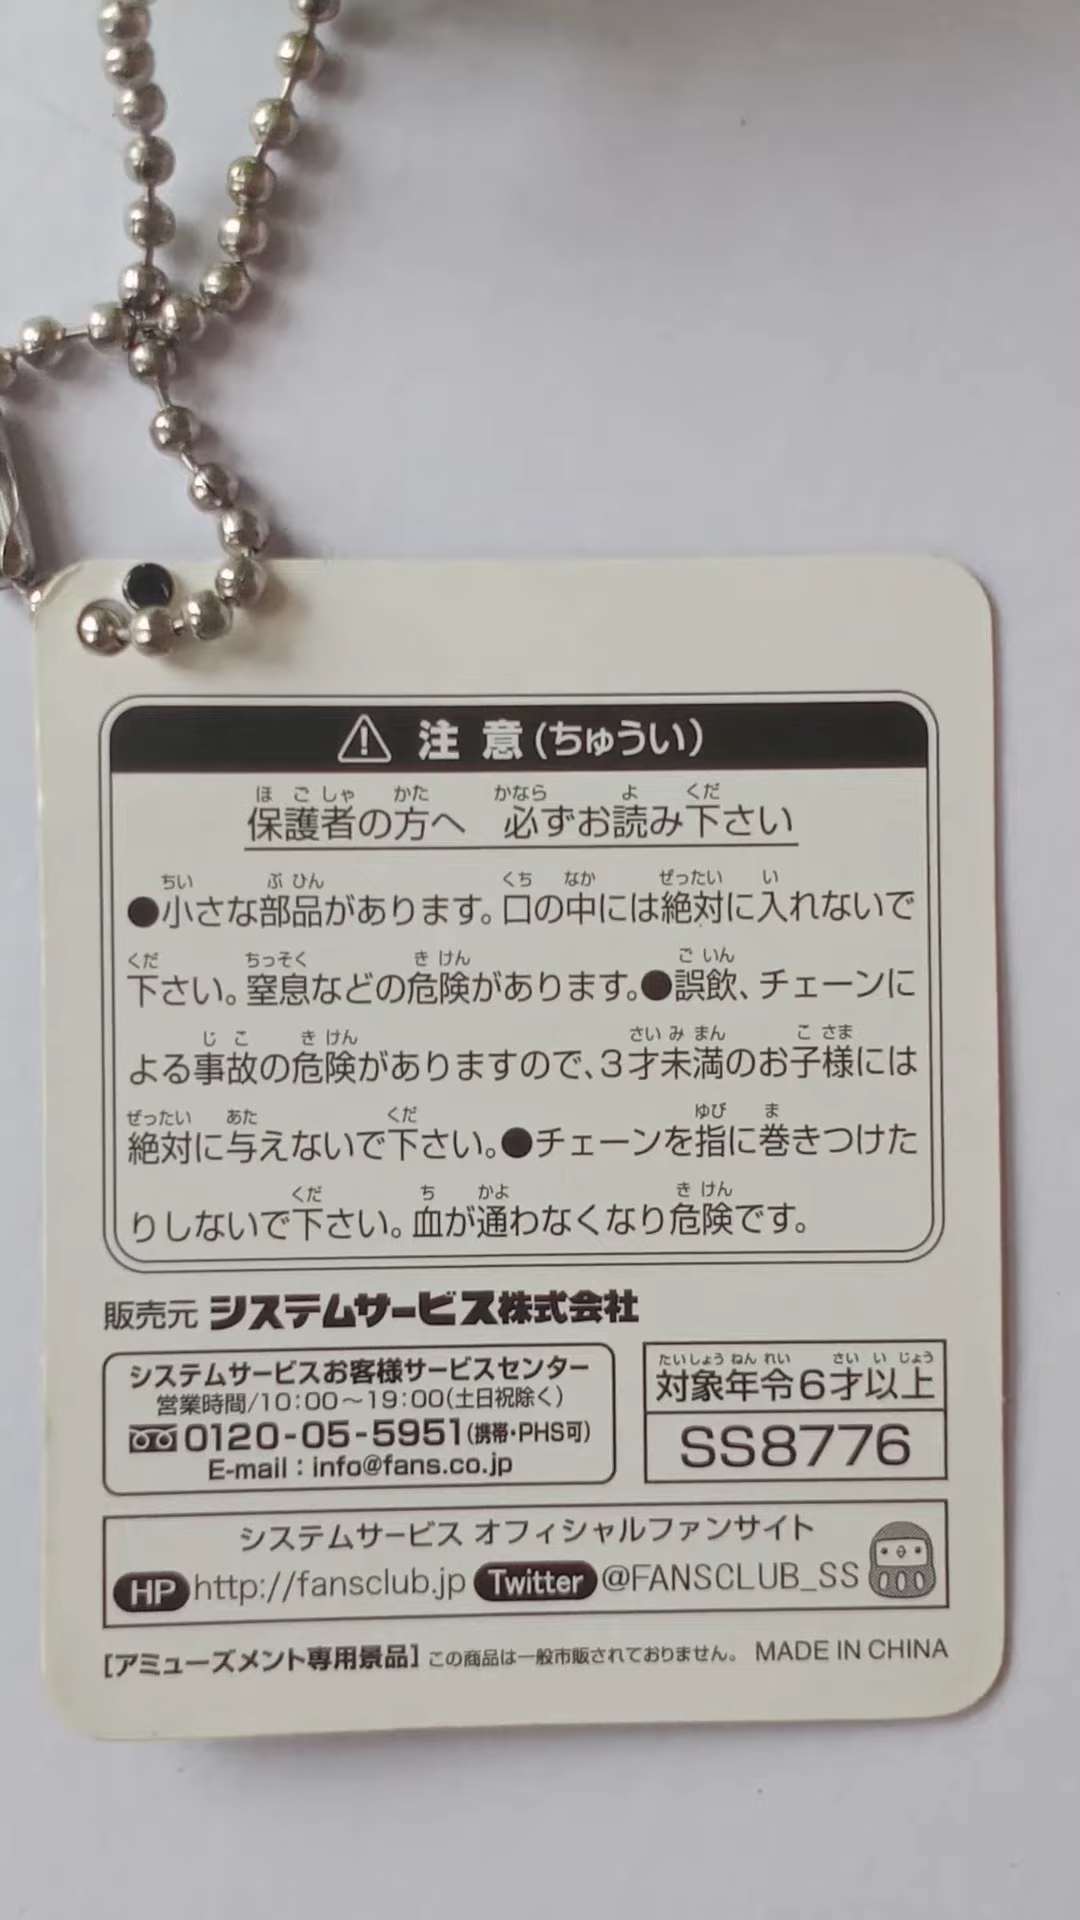 ⚠ 注意(ちゅうい)
ほごしゃ かた かなら よ くだ
保護者の方へ 必ずお読み下さい
ちい ぶひん くち なか ぜったい い
●小さな部品があります。口の中には絶対に入れないで
くだ ちっそく きけん ごいん
下さい。窒息などの危険があります。●誤飲、チェーンに
じこ きけん さいみまん こさま
よる事故の危険がありますので、3才未満のお子様には
ぜったい あた くだ ゆび ま
絶対に与えないで下さい。●チェーンを指に巻きつけた
くだ ち かよ きけん
りしないで下さい。血が通わなくなり危険です。
販売元 システムサービス株式会社
システムサービスお客様サービスセンター
営業時間/10:00〜19:00(土日祝除く)
0120-05-5951(携帯・PHS可)
E-mail:info@fans.co.jp
たいしょうねんれい さいいじょう
対象年令6才以上
SS8776
システムサービス オフィシャルファンサイト
HP http://fansclub.jp Twitter @FANSCLUB_SS
[アミューズメント専用景品] この商品は一般市販されておりません。 MADE IN CHINA